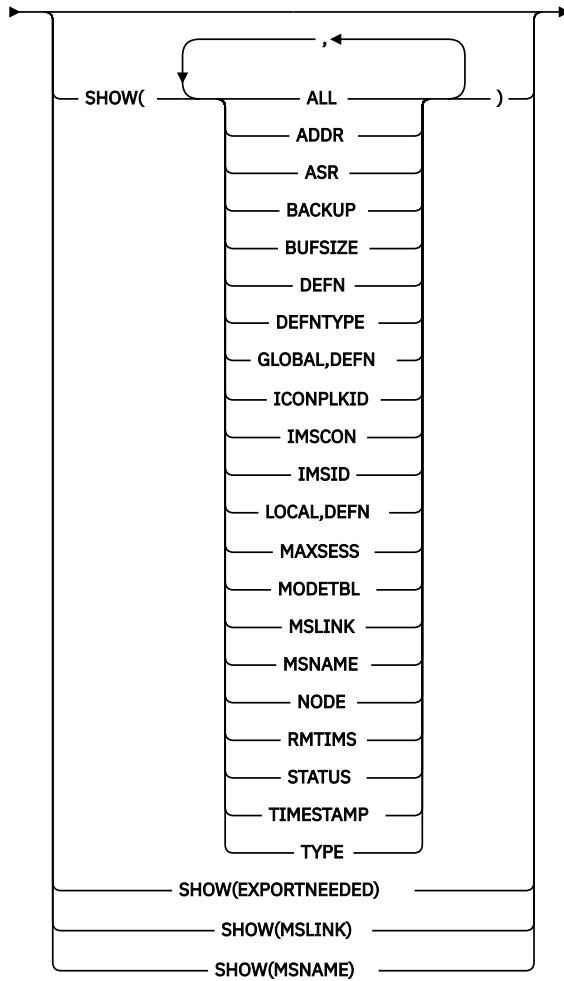 ,
SHOW( ALL )
ADDR
ASR
BACKUP
BUFSIZE
DEFN
DEFNTYPE
GLOBAL,DEFN
ICONPLKID
IMSCON
IMSID
LOCAL,DEFN
MAXSESS
MODETBL
MSLINK
MSNAME
NODE
RMTIMS
STATUS
TIMESTAMP
TYPE
SHOW(EXPORTNEEDED)
SHOW(MSLINK)
SHOW(MSNAME)